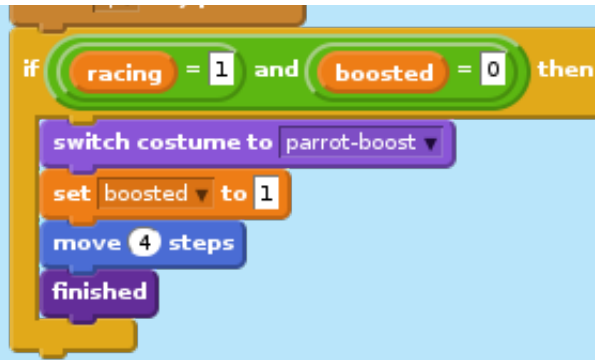 if racing = 1 and boosted = 0 then
switch costume to parrot-boost
set boosted to 1
move 4 steps
finished